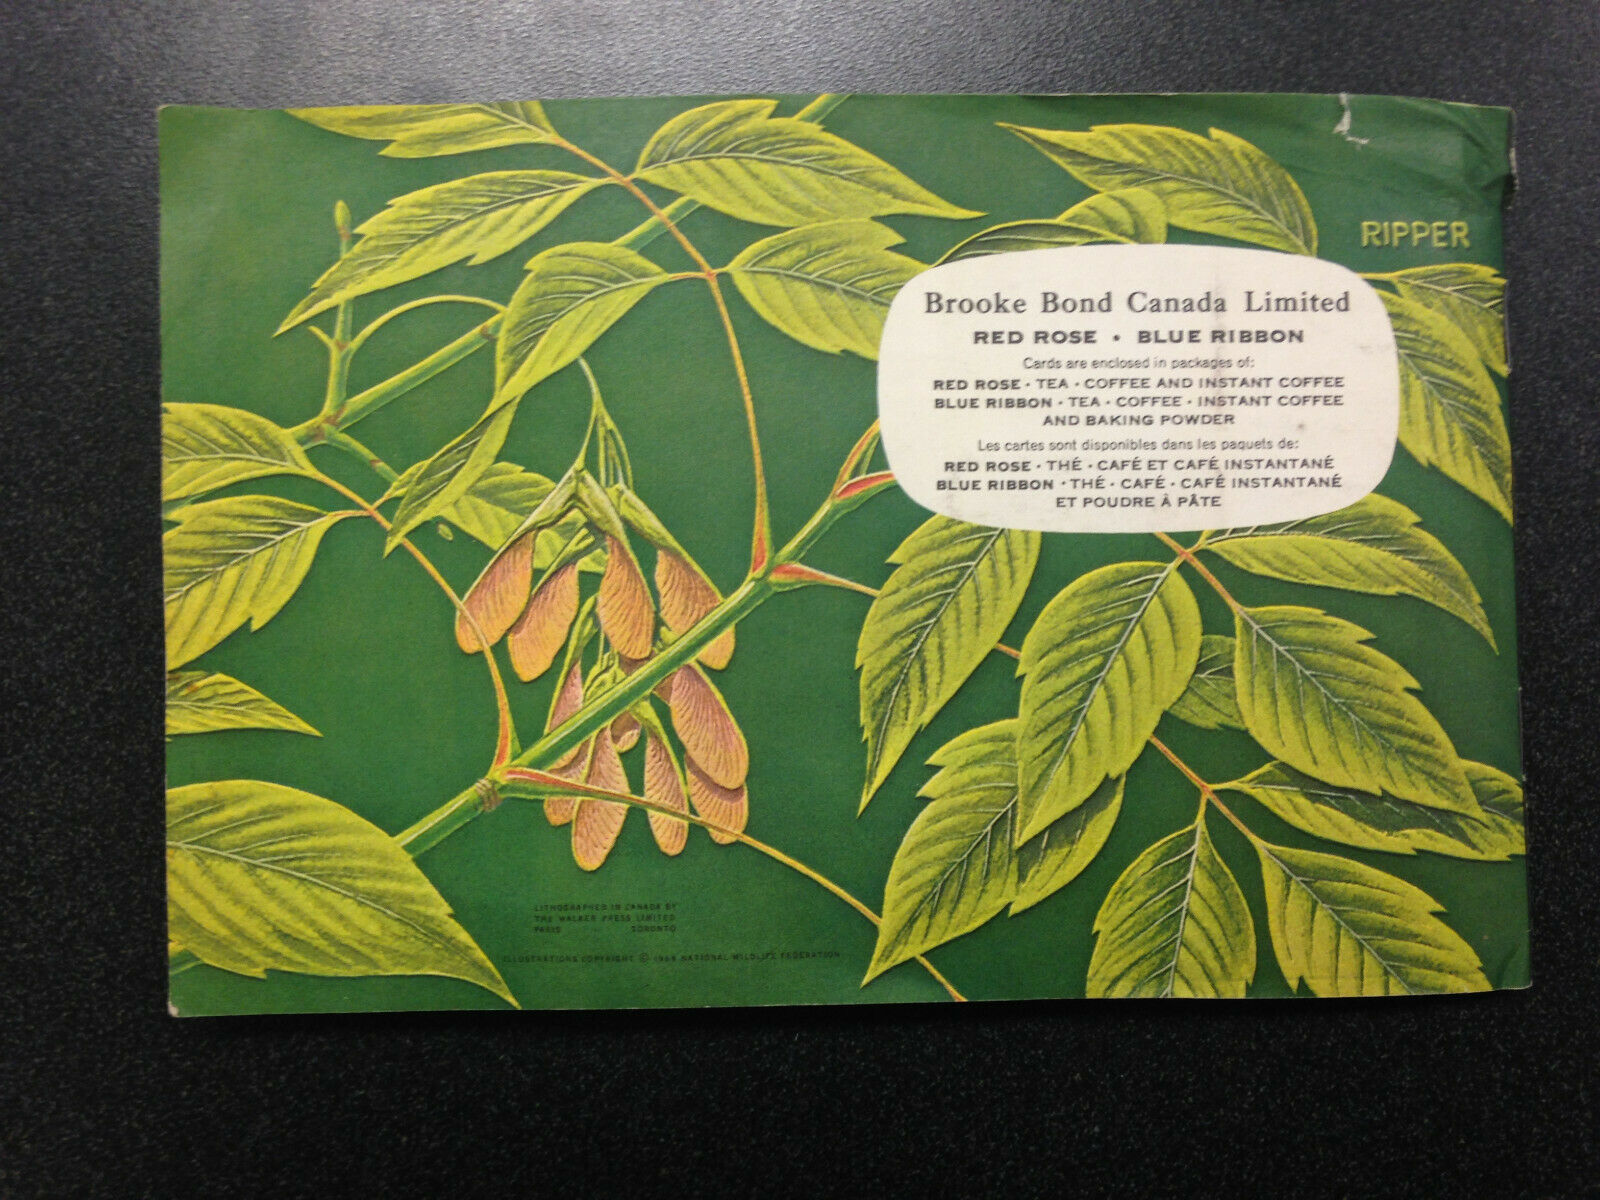 RIPPER
Brooke Bond Canada Limited
RED ROSE • BLUE RIBBON
Cards are enclosed in packages of:
RED ROSE · TEA · COFFEE AND INSTANT COFFEE
BLUE RIBBON · TEA · COFFEE · INSTANT COFFEE
AND BAKING POWDER
Les cartes sont disponibles dans les paquets de:
RED ROSE · THÉ · CAFÉ ET CAFÉ INSTANTANÉ
BLUE RIBBON · THÉ · CAFÉ · CAFÉ INSTANTANÉ
ET POUDRE À PÂTE
LITHOGRAPHED IN CANADA BY
THE WALKER PRESS LIMITED
PARIS TORONTO
ILLUSTRATIONS COPYRIGHT © NATIONAL WILDLIFE FEDERATION